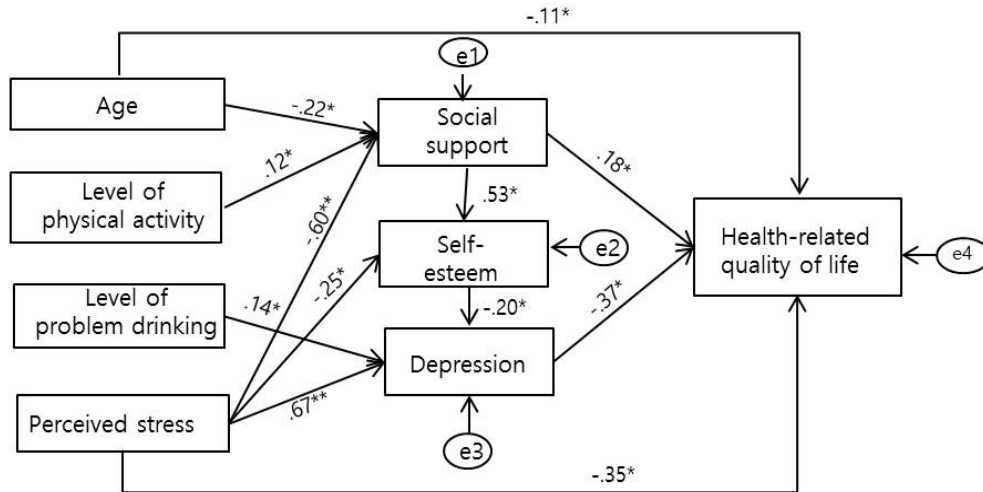 -.11*
e1
Age
-.22*
Social
support
.12*
.18*
Level of
physical activity
-.60**
.53*
Self-
esteem
e2
Health-related
quality of life
e4
-.25*
Level of
problem drinking
.14*
-.20*
-.37*
Depression
.67**
Perceived stress
e3
-.35*